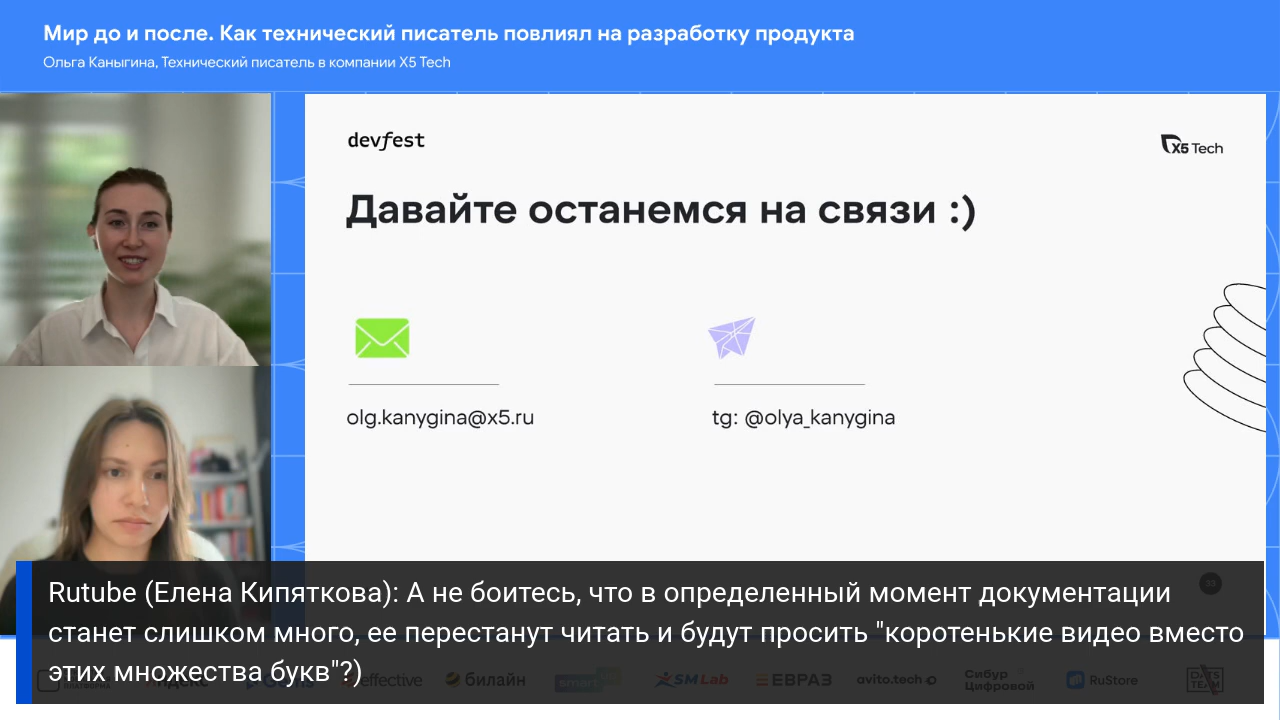 Мир до и после. Как технический писатель повлиял на разработку продукта
Ольга Каныгина, Технический писатель в компании X5 Tech
devfest
X5 Tech
Давайте останемся на связи :)
olg.kanygina@x5.ru
tg: @olya_kanygina
33
Rutube (Елена Кипяткова): А не боитесь, что в определенный момент документации
станет слишком много, ее перестанут читать и будут просить "коротенькие видео вместо
этих множества букв"?)
effective
билайн
SM Lab
ЕВРАЗ
avito.tech
Сибур
Цифровой
RuStore